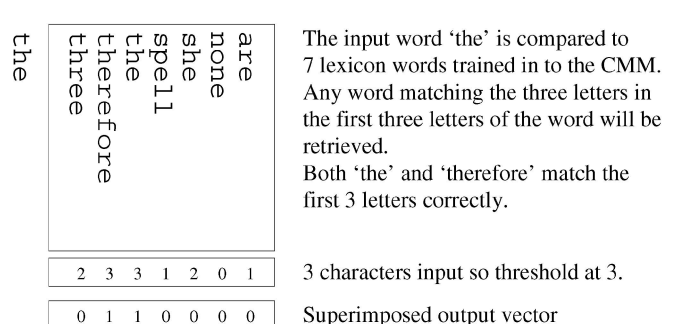 the
three
therefore
the
spell
she
none
are
The input word ‘the’ is compared to
7 lexicon words trained in to the CMM.
Any word matching the three letters in
the first three letters of the word will be
retrieved.
Both ‘the’ and ‘therefore’ match the
first 3 letters correctly.
2 3 3 1 2 0 1
3 characters input so threshold at 3.
0 1 1 0 0 0 0
Superimposed output vector